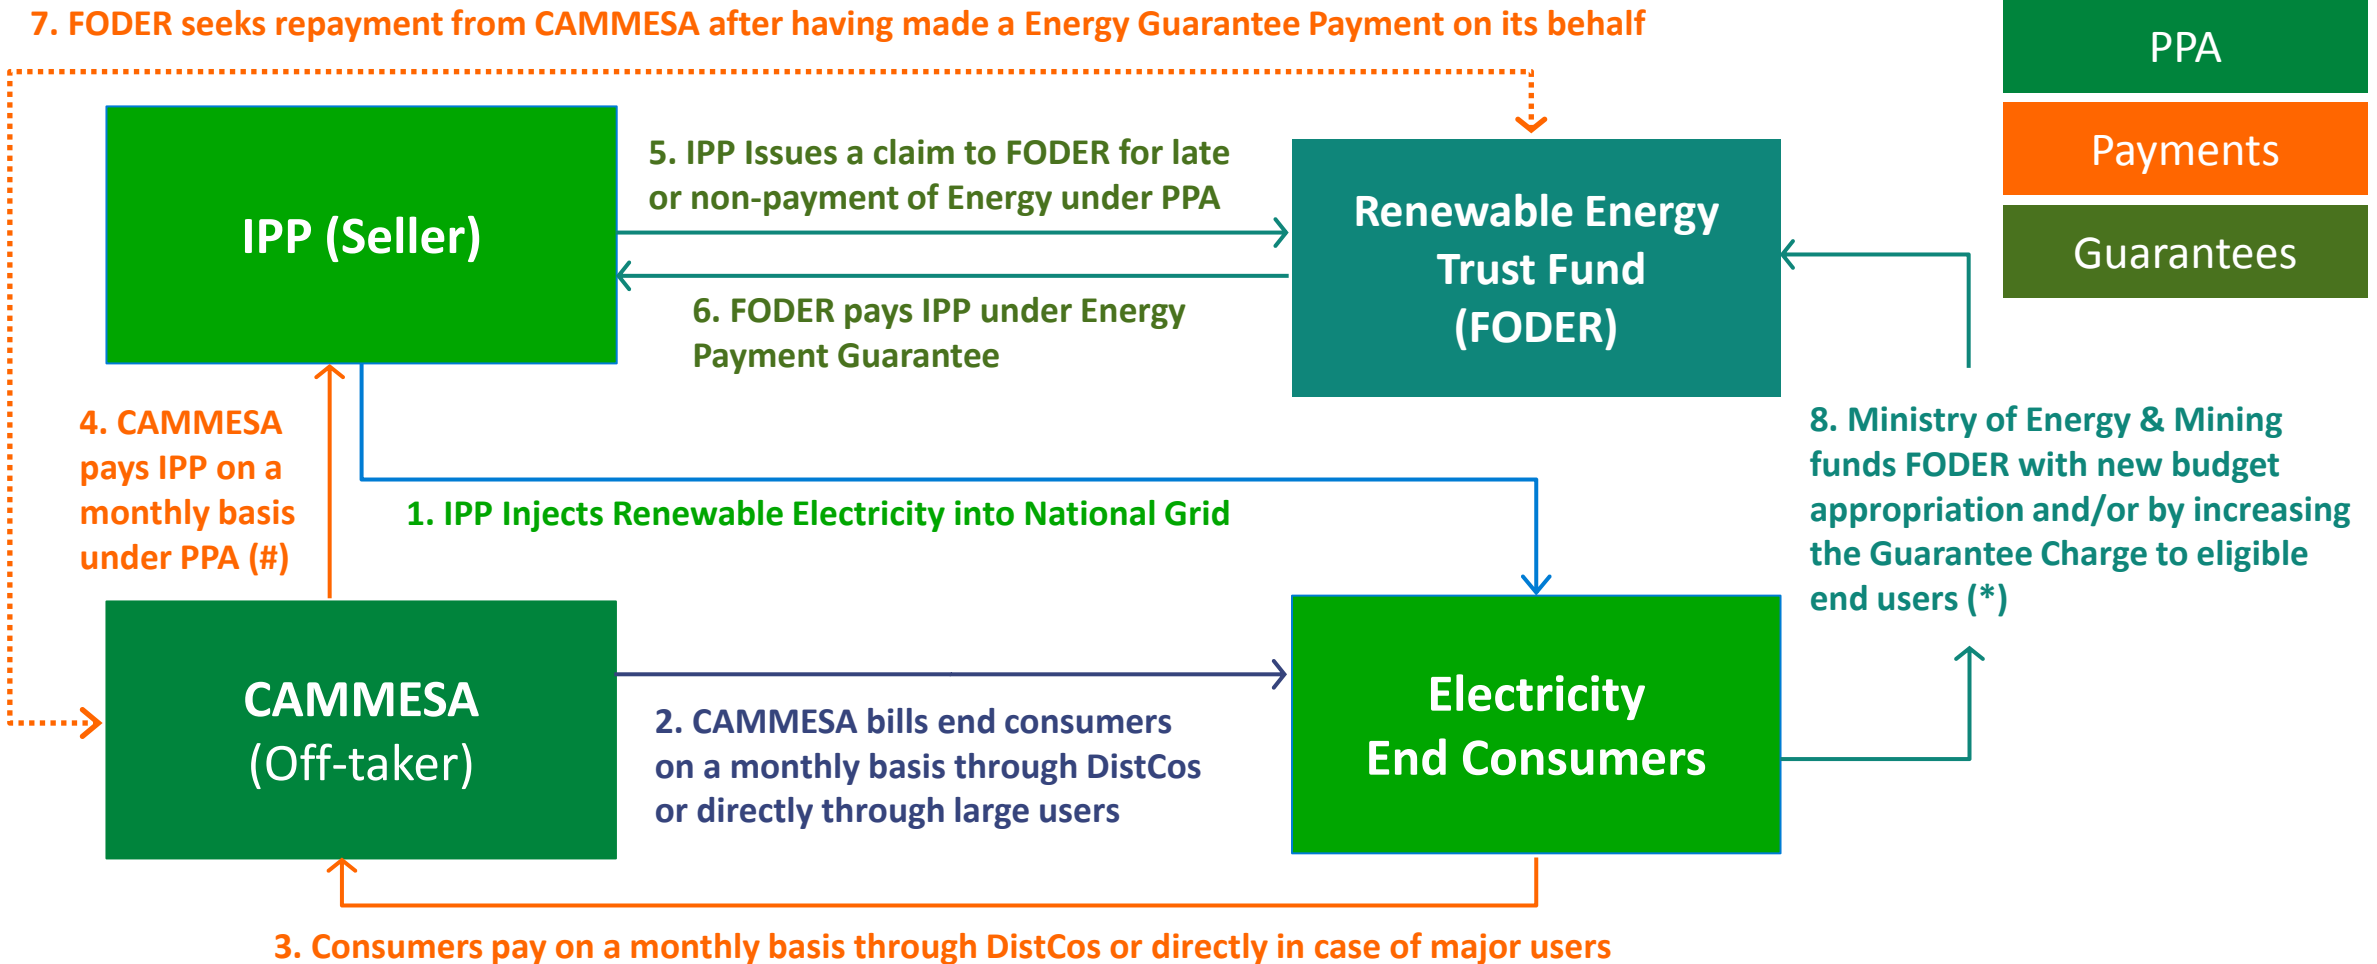 7. FODER seeks repayment from CAMMESA after having made a Energy Guarantee Payment on its behalf
PPA
Payments
Guarantees
IPP (Seller)
5. IPP Issues a claim to FODER for late
or non-payment of Energy under PPA
Renewable Energy
Trust Fund
(FODER)
6. FODER pays IPP under Energy
Payment Guarantee
4. CAMMESA
pays IPP on a
monthly basis
under PPA (#)
1. IPP Injects Renewable Electricity into National Grid
8. Ministry of Energy & Mining
funds FODER with new budget
appropriation and/or by increasing
the Guarantee Charge to eligible
end users (*)
CAMMESA
(Off-taker)
2. CAMMESA bills end consumers
on a monthly basis through DistCos
or directly through large users
Electricity
End Consumers
3. Consumers pay on a monthly basis through DistCos or directly in case of major users